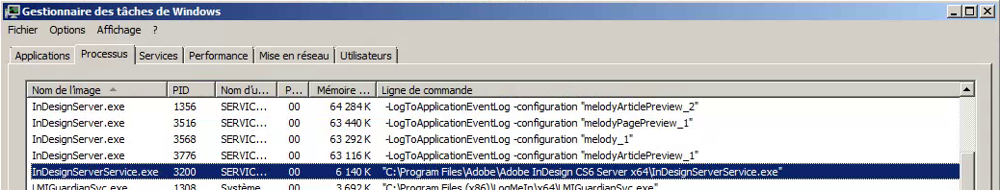 Gestionnaire des tâches de Windows
Fichier Options Affichage ?
Applications Processus Services Performance Mise en réseau Utilisateurs
Nom de l'image PID Nom d'u... P... Mémoire ... Ligne de commande
InDesignServer.exe 1356 SERVIC... 00 64 284 K -LogToApplicationEventLog -configuration "melodyArticePreview_2"
InDesignServer.exe 3516 SERVIC... 00 63 440 K -LogToApplicationEventLog -configuration "melodyPagePreview_1"
InDesignServer.exe 3568 SERVIC... 00 63 292 K -LogToApplicationEventLog -configuration "melody_1"
InDesignServer.exe 3776 SERVIC... 00 63 116 K -LogToApplicationEventLog -configuration "melodyArticePreview_1"
InDesignServerService.exe 3200 SERVIC... 00 6 140 K "C:\Program Files\Adobe\Adobe InDesign CS6 Server x64\InDesignServerService.exe"
LMIGuardianSvc.exe 1308 Système 00 3 692 K "C:\Program Files (x86)\LogMeIn\x64\LMIGuardianSvc.exe"